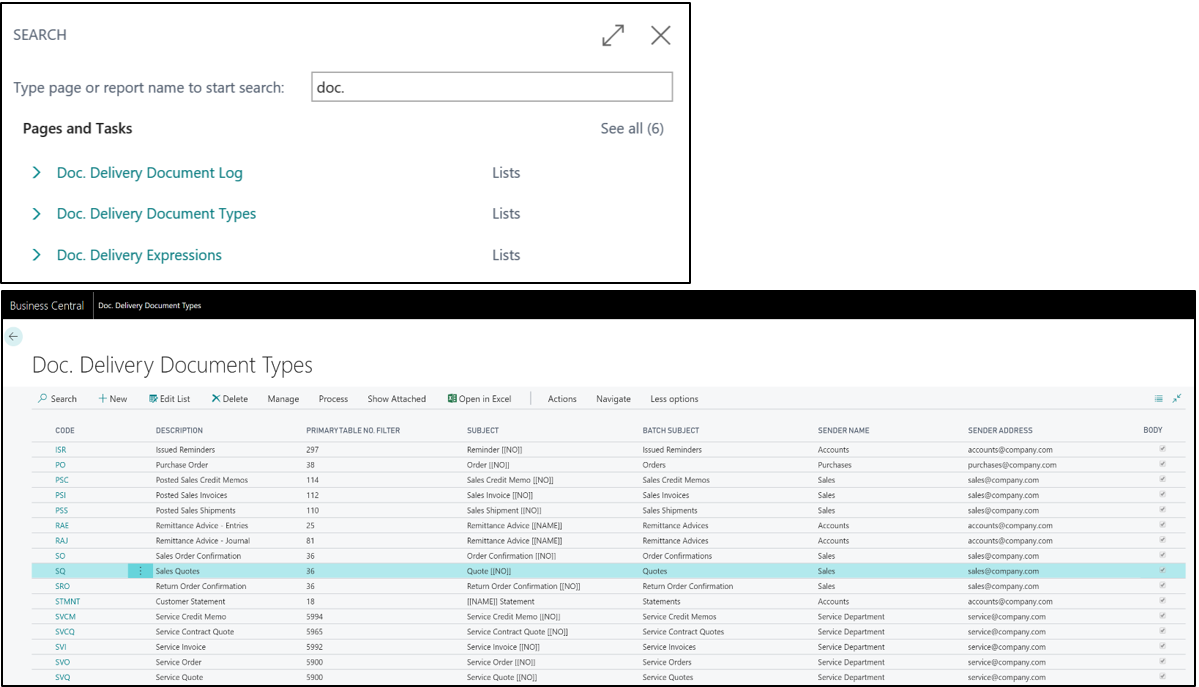 SEARCH
Type page or report name to start search: doc.
Pages and Tasks See all (6)
Doc. Delivery Document Log Lists
Doc. Delivery Document Types Lists
Doc. Delivery Expressions Lists
Business Central Doc. Delivery Document Types
Doc. Delivery Document Types
Search New Edit List Delete Manage Process Show Attached Open in Excel Actions Navigate Less options
CODE DESCRIPTION PRIMARY TABLE NO. FILTER SUBJECT BATCH SUBJECT SENDER NAME SENDER ADDRESS BODY
ISR Issued Reminders 297 Reminder [[NO]] Issued Reminders Accounts accounts@company.com
PO Purchase Order 38 Order [[NO]] Orders Purchases purchases@company.com
PSC Posted Sales Credit Memos 114 Sales Credit Memo [[NO]] Sales Credit Memos Sales sales@company.com
PSI Posted Sales Invoices 112 Sales Invoice [[NO]] Sales Invoices Sales sales@company.com
PSS Posted Sales Shipments 110 Sales Shipment [[NO]] Sales Shipments Sales sales@company.com
RAE Remittance Advice - Entries 25 Remittance Advice [[NAME]] Remittance Advices Accounts accounts@company.com
RAJ Remittance Advice - Journal 81 Remittance Advice [[NAME]] Remittance Advices Accounts accounts@company.com
SO Sales Order Confirmation 36 Order Confirmation [[NO]] Order Confirmations Sales sales@company.com
SQ Sales Quotes 36 Quote [[NO]] Quotes Sales sales@company.com
SRO Return Order Confirmation 36 Return Order Confirmation [[NO]] Return Order Confirmation Sales sales@company.com
STMNT Customer Statement 18 [[NAME]] Statement Statements Accounts accounts@company.com
SVCM Service Credit Memo 5994 Service Credit Memo [[NO]] Service Credit Memos Service Department service@company.com
SVCQ Service Contract Quote 5965 Service Contract Quote [[NO]] Service Contract Quotes Service Department service@company.com
SVI Service Invoice 5992 Service Invoice [[NO]] Service Invoices Service Department service@company.com
SVO Service Order 5900 Service Order [[NO]] Service Orders Service Department service@company.com
SVQ Service Quote 5900 Service Quote [[NO]] Service Quotes Service Department service@company.com